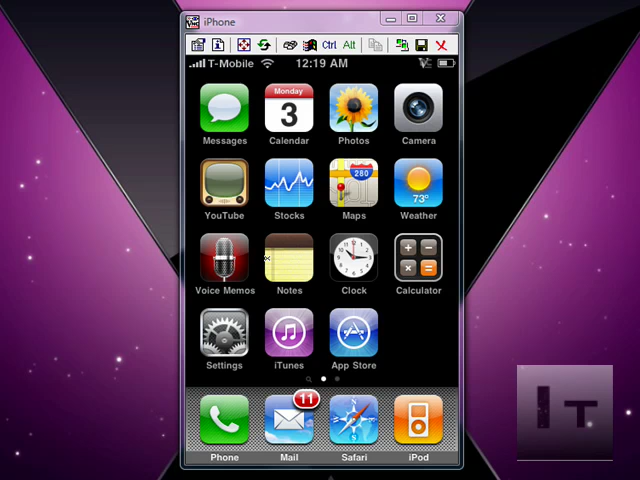 iPhone
Ctrl Alt
T-Mobile 12:19 AM
Monday
3
280
Messages Calendar Photos Camera
73°
YouTube Stocks Maps Weather
Voice Memos Notes Clock Calculator
Settings iTunes App Store
11
Phone Mail Safari iPod
IT